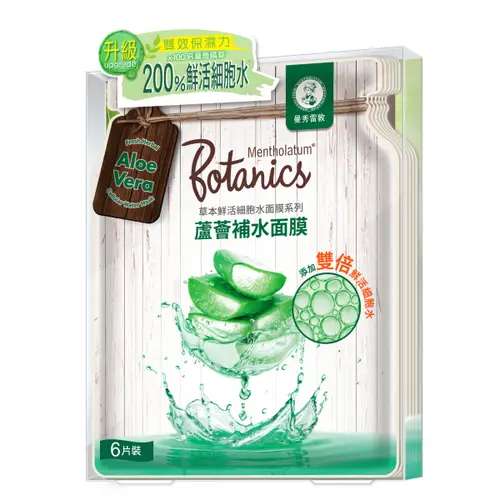 升級
upgrade
雙效保濕力
200%鮮活細胞水
曼秀雷敦
Fresh Herbal
Aloe
Vera
Mentholatum®
Botanics
草本鮮活細胞水面膜系列
蘆薈補水面膜
添加雙倍鮮活細胞水
6片裝